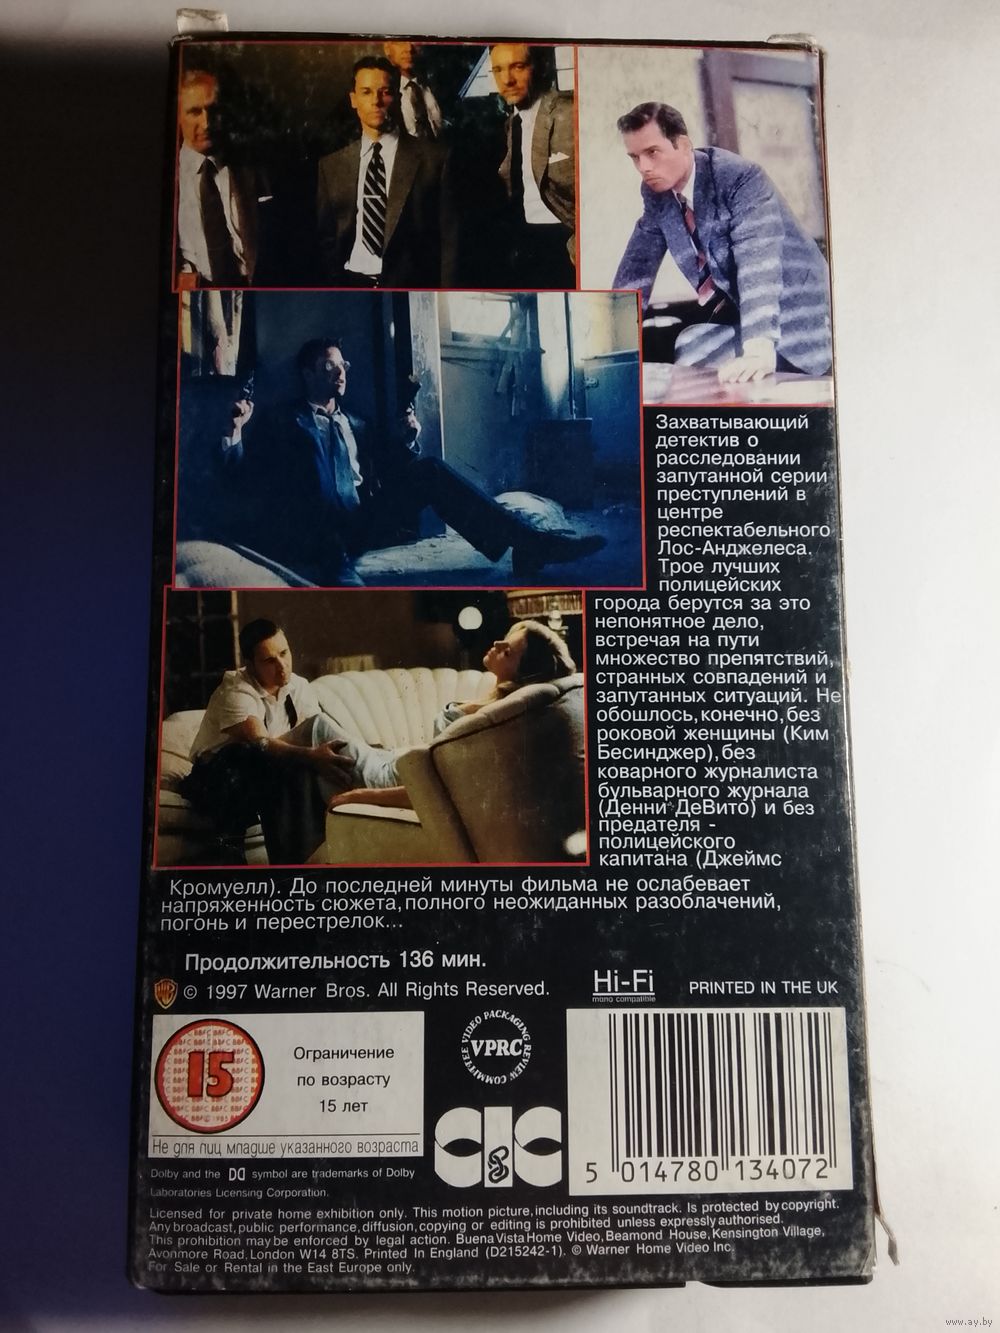 Захватывающий
детектив о
расследовании
запутанной серии
преступлений в
центре
респектабельного
Лос-Анджелеса.
Трое лучших
полицейских
города берутся за это
непонятное дело,
встречая на пути
множество препятствий,
странных совпадений и
запутанных ситуаций. Не
обошлось, конечно, без
роковой женщины (Ким
Бесинджер), без
коварного журналиста
бульварного журнала
(Денни ДеВито) и без
предателя -
полицейского
капитана (Джеймс
Кромуелл). До последней минуты фильма не ослабевает
напряженность сюжета, полного неожиданных разоблачений,
погонь и перестрелок...
Продолжительность 136 мин.
© 1997 Warner Bros. All Rights Reserved.
Hi-Fi
mono compatible
PRINTED IN THE UK
15
Ограничение
по возрасту
15 лет
Не для лиц младше указанного возраста
VIDEO PACKAGING REVIEW COMMITTEE
VPRC
CIC
5 014780 134072
Dolby and the DD symbol are trademarks of Dolby
Laboratories Licensing Corporation.
Licensed for private home exhibition only. This motion picture, including its soundtrack. Is protected by copyright.
Any broadcast, public performance, diffusion, copying or editing is prohibited unless expressly authorised.
This prohibition may be enforced by legal action. Buena Vista Home Video, Beamond House, Kensington Village,
Avonmore Road, London W14 8TS. Printed In England (D215242-1). © Warner Home Video Inc.
For Sale or Rental in the East Europe only.
www.ay.by